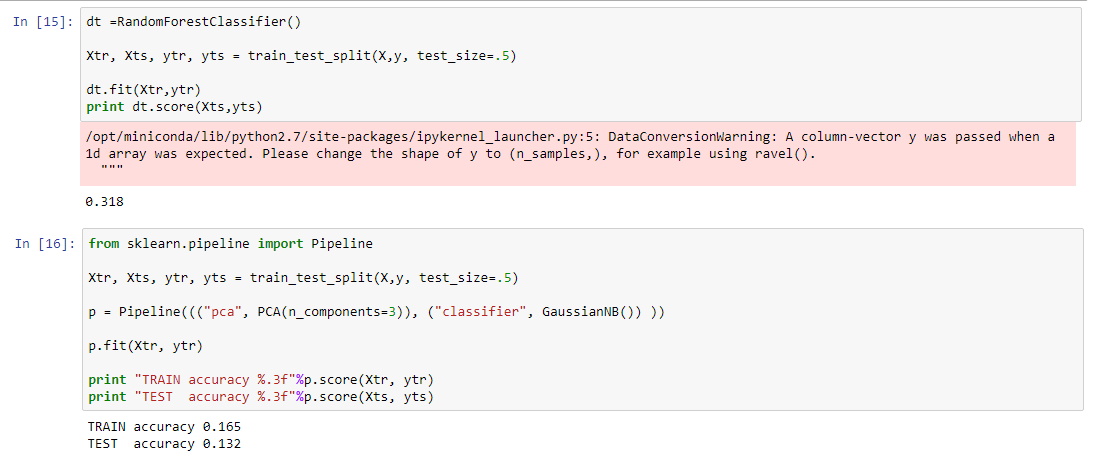 In [15]: dt =RandomForestClassifier()
Xtr, Xts, ytr, yts = train_test_split(X,y, test_size=.5)
dt.fit(Xtr,ytr)
print dt.score(Xts,yts)
/opt/miniconda/lib/python2.7/site-packages/ipykernel_launcher.py:5: DataConversionWarning: A column-vector y was passed when a
1d array was expected. Please change the shape of y to (n_samples,), for example using ravel().
"""
0.318
In [16]: from sklearn.pipeline import Pipeline
Xtr, Xts, ytr, yts = train_test_split(X,y, test_size=.5)
p = Pipeline((("pca", PCA(n_components=3)), ("classifier", GaussianNB()) ))
p.fit(Xtr, ytr)
print "TRAIN accuracy %.3f"%p.score(Xtr, ytr)
print "TEST  accuracy %.3f"%p.score(Xts, yts)
TRAIN accuracy 0.165
TEST  accuracy 0.132